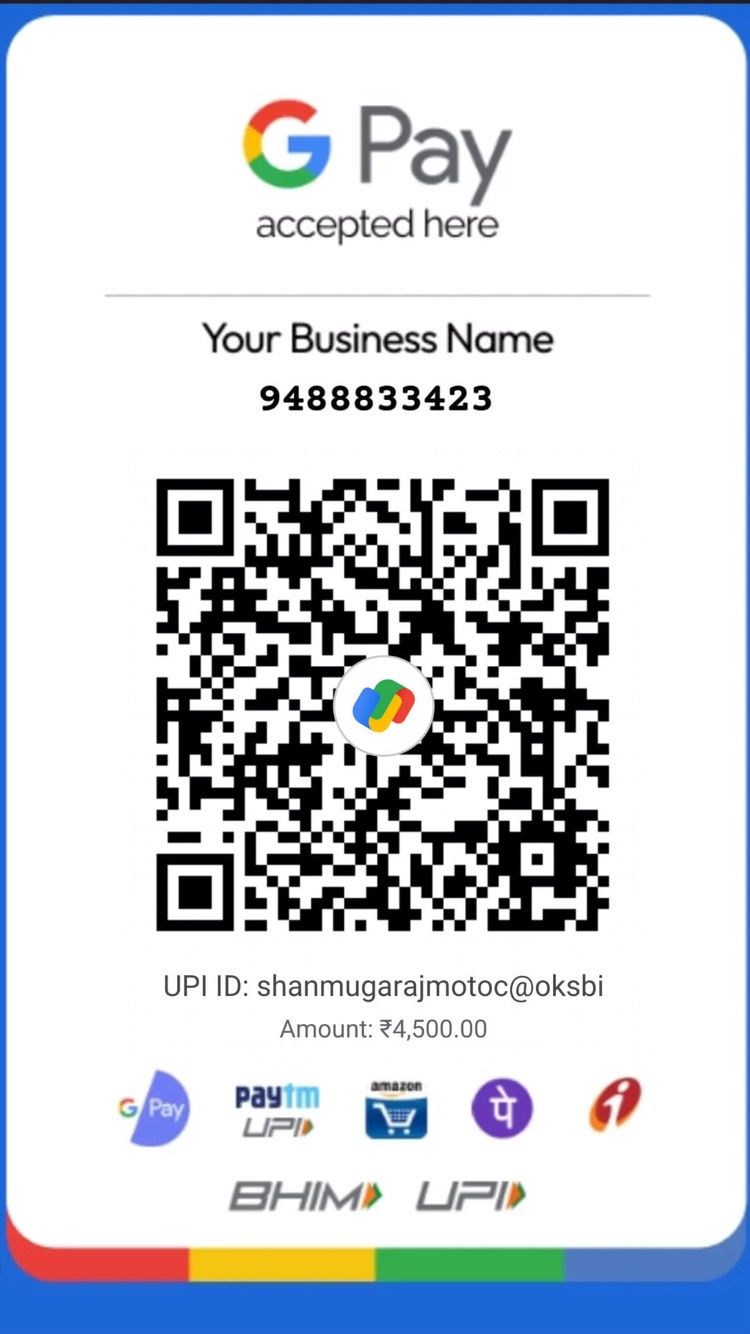 G Pay
accepted here
Your Business Name
9488833423
UPI ID: shanmugarajmotoc@oksbi
Amount: ₹4,500.00
G Pay
paytm
UPI
amazon
पे
i
BHIM UPI